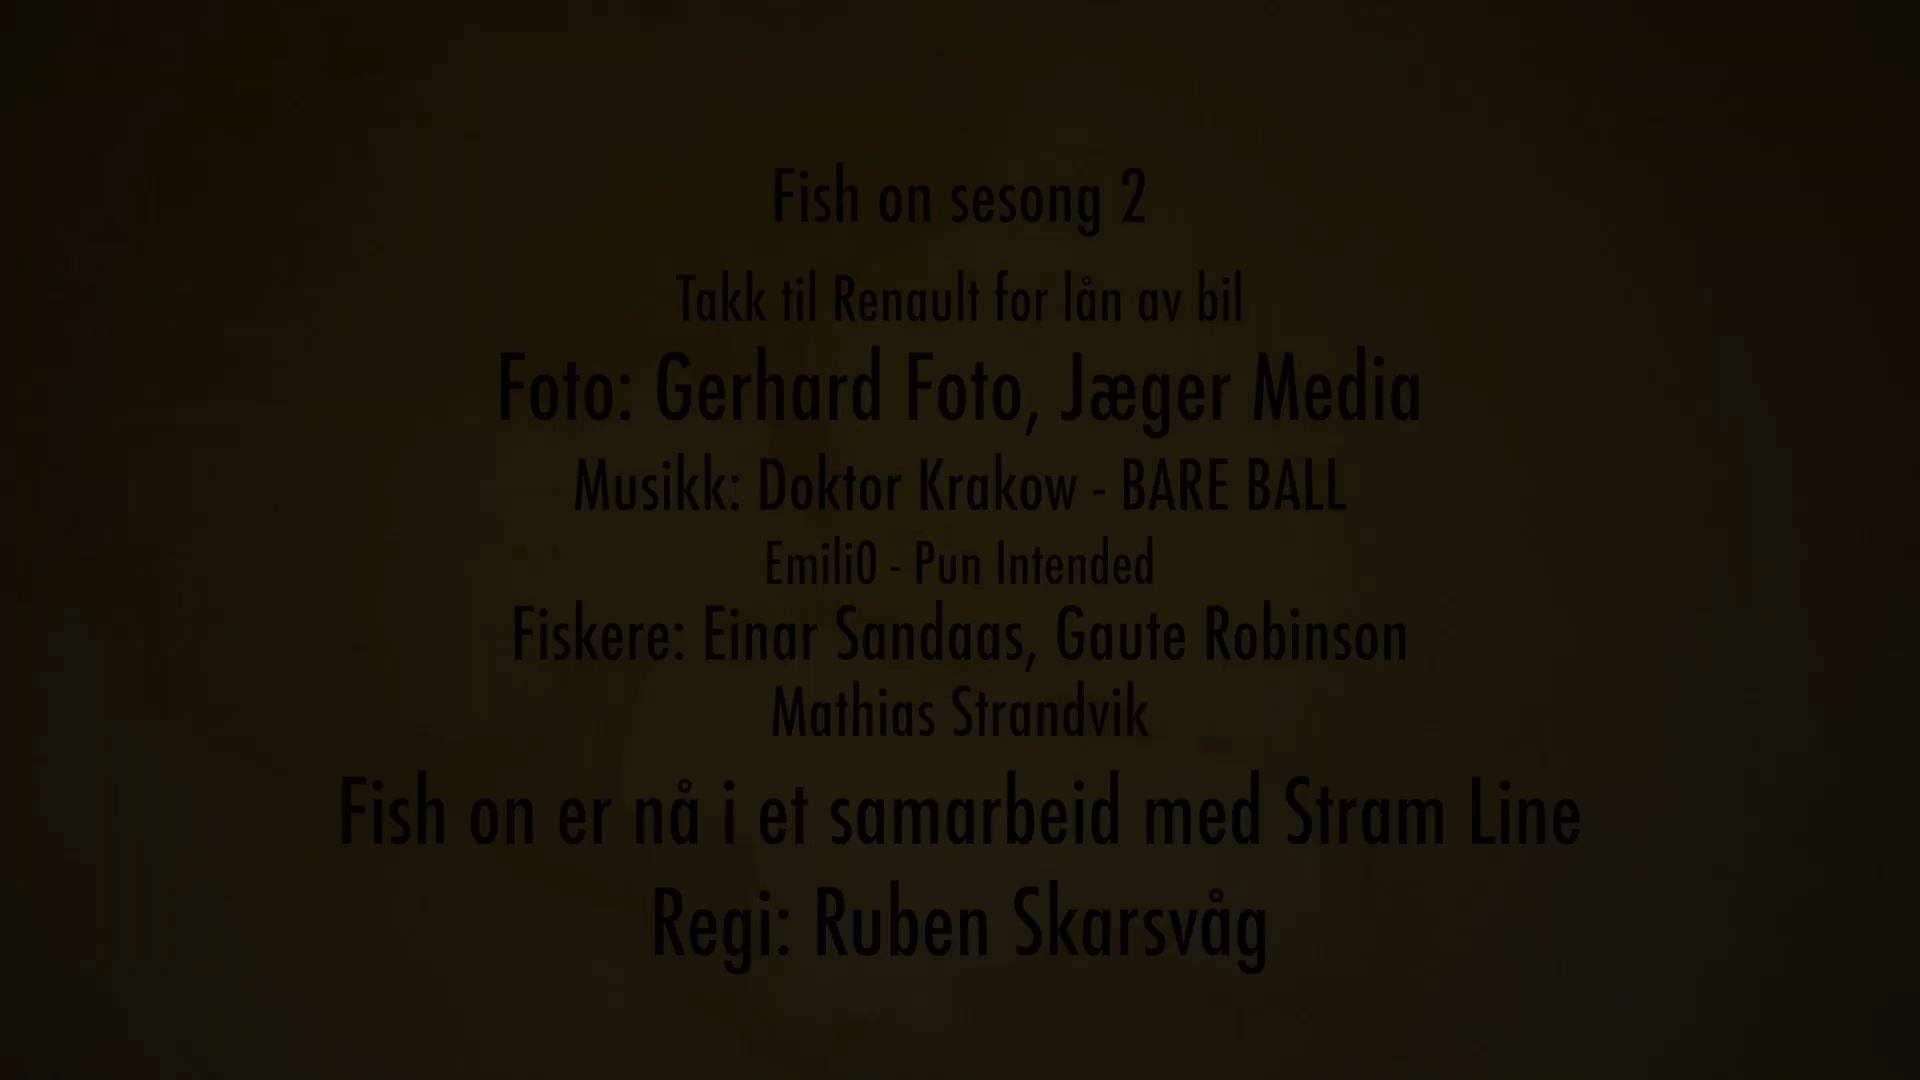 Fish on sesong 2
Takk til Renault for lån av bil
Foto: Gerhard Foto, Jæger Media
Musikk: Doktor Krakow - BARE BALL
Emili0 - Pun Intended
Fiskere: Einar Sandaas, Gaute Robinson
Mathias Strandvik
Fish on er nå i et samarbeid med Stram Line
Regi: Ruben Skarsvåg